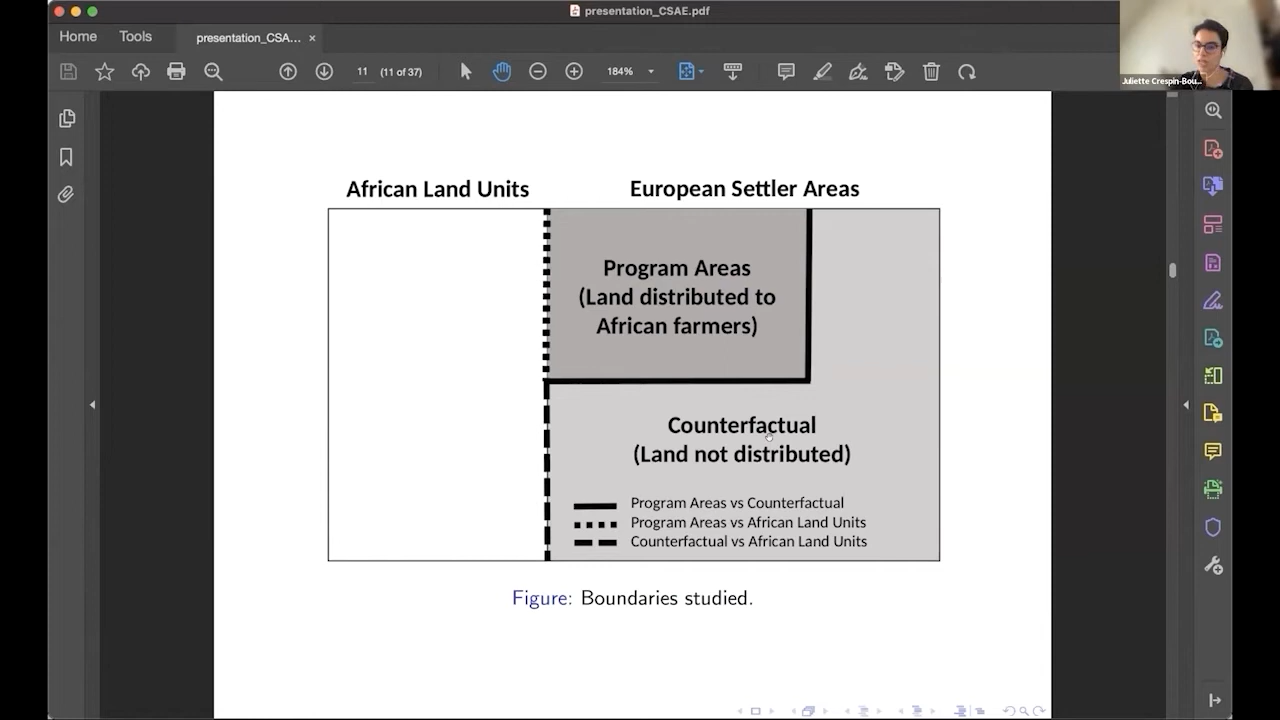 presentation_CSAE.pdf
Home
Tools
presentation_CSA... ×
11
(11 of 37)
184%
Juliette Crespin-Bou...
African Land Units
European Settler Areas
Program Areas
(Land distributed to
African farmers)
Counterfactual
(Land not distributed)
Program Areas vs Counterfactual
Program Areas vs African Land Units
Counterfactual vs African Land Units
Figure: Boundaries studied.